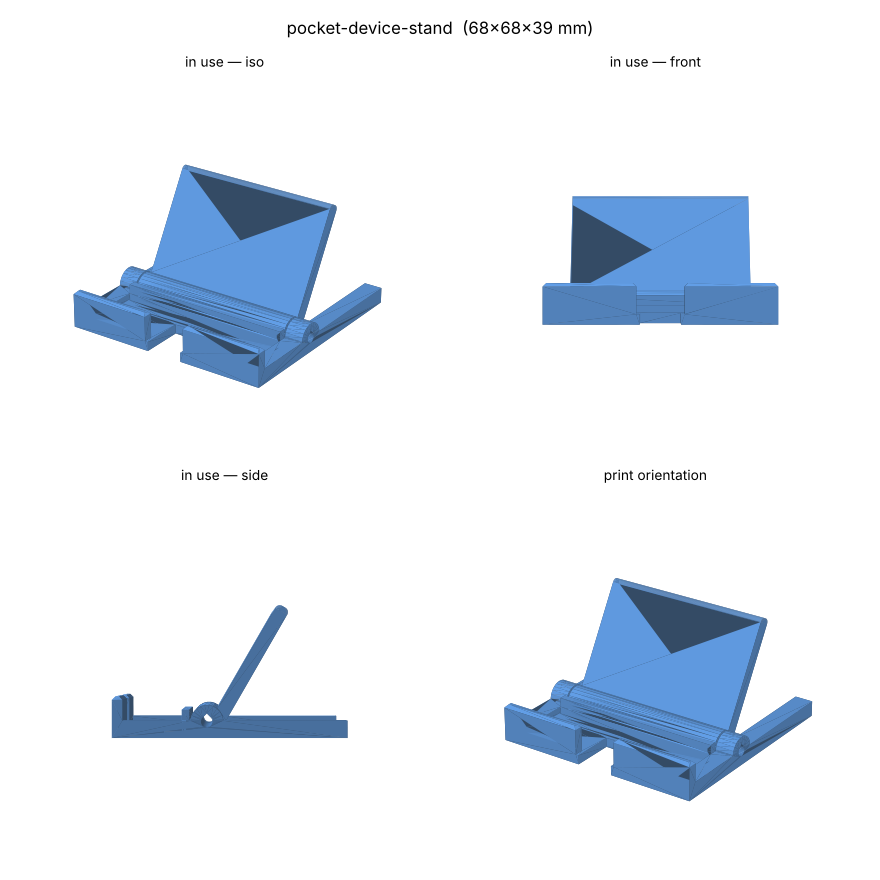 pocket-device-stand (68×68×39 mm)
in use — iso
in use — front
in use — side
print orientation